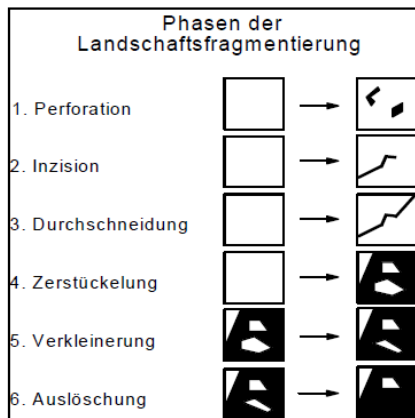 Phasen der
Landschaftsfragmentierung
1. Perforation
2. Inzision
3. Durchschneidung
4. Zerstückelung
5. Verkleinerung
6. Auslöschung